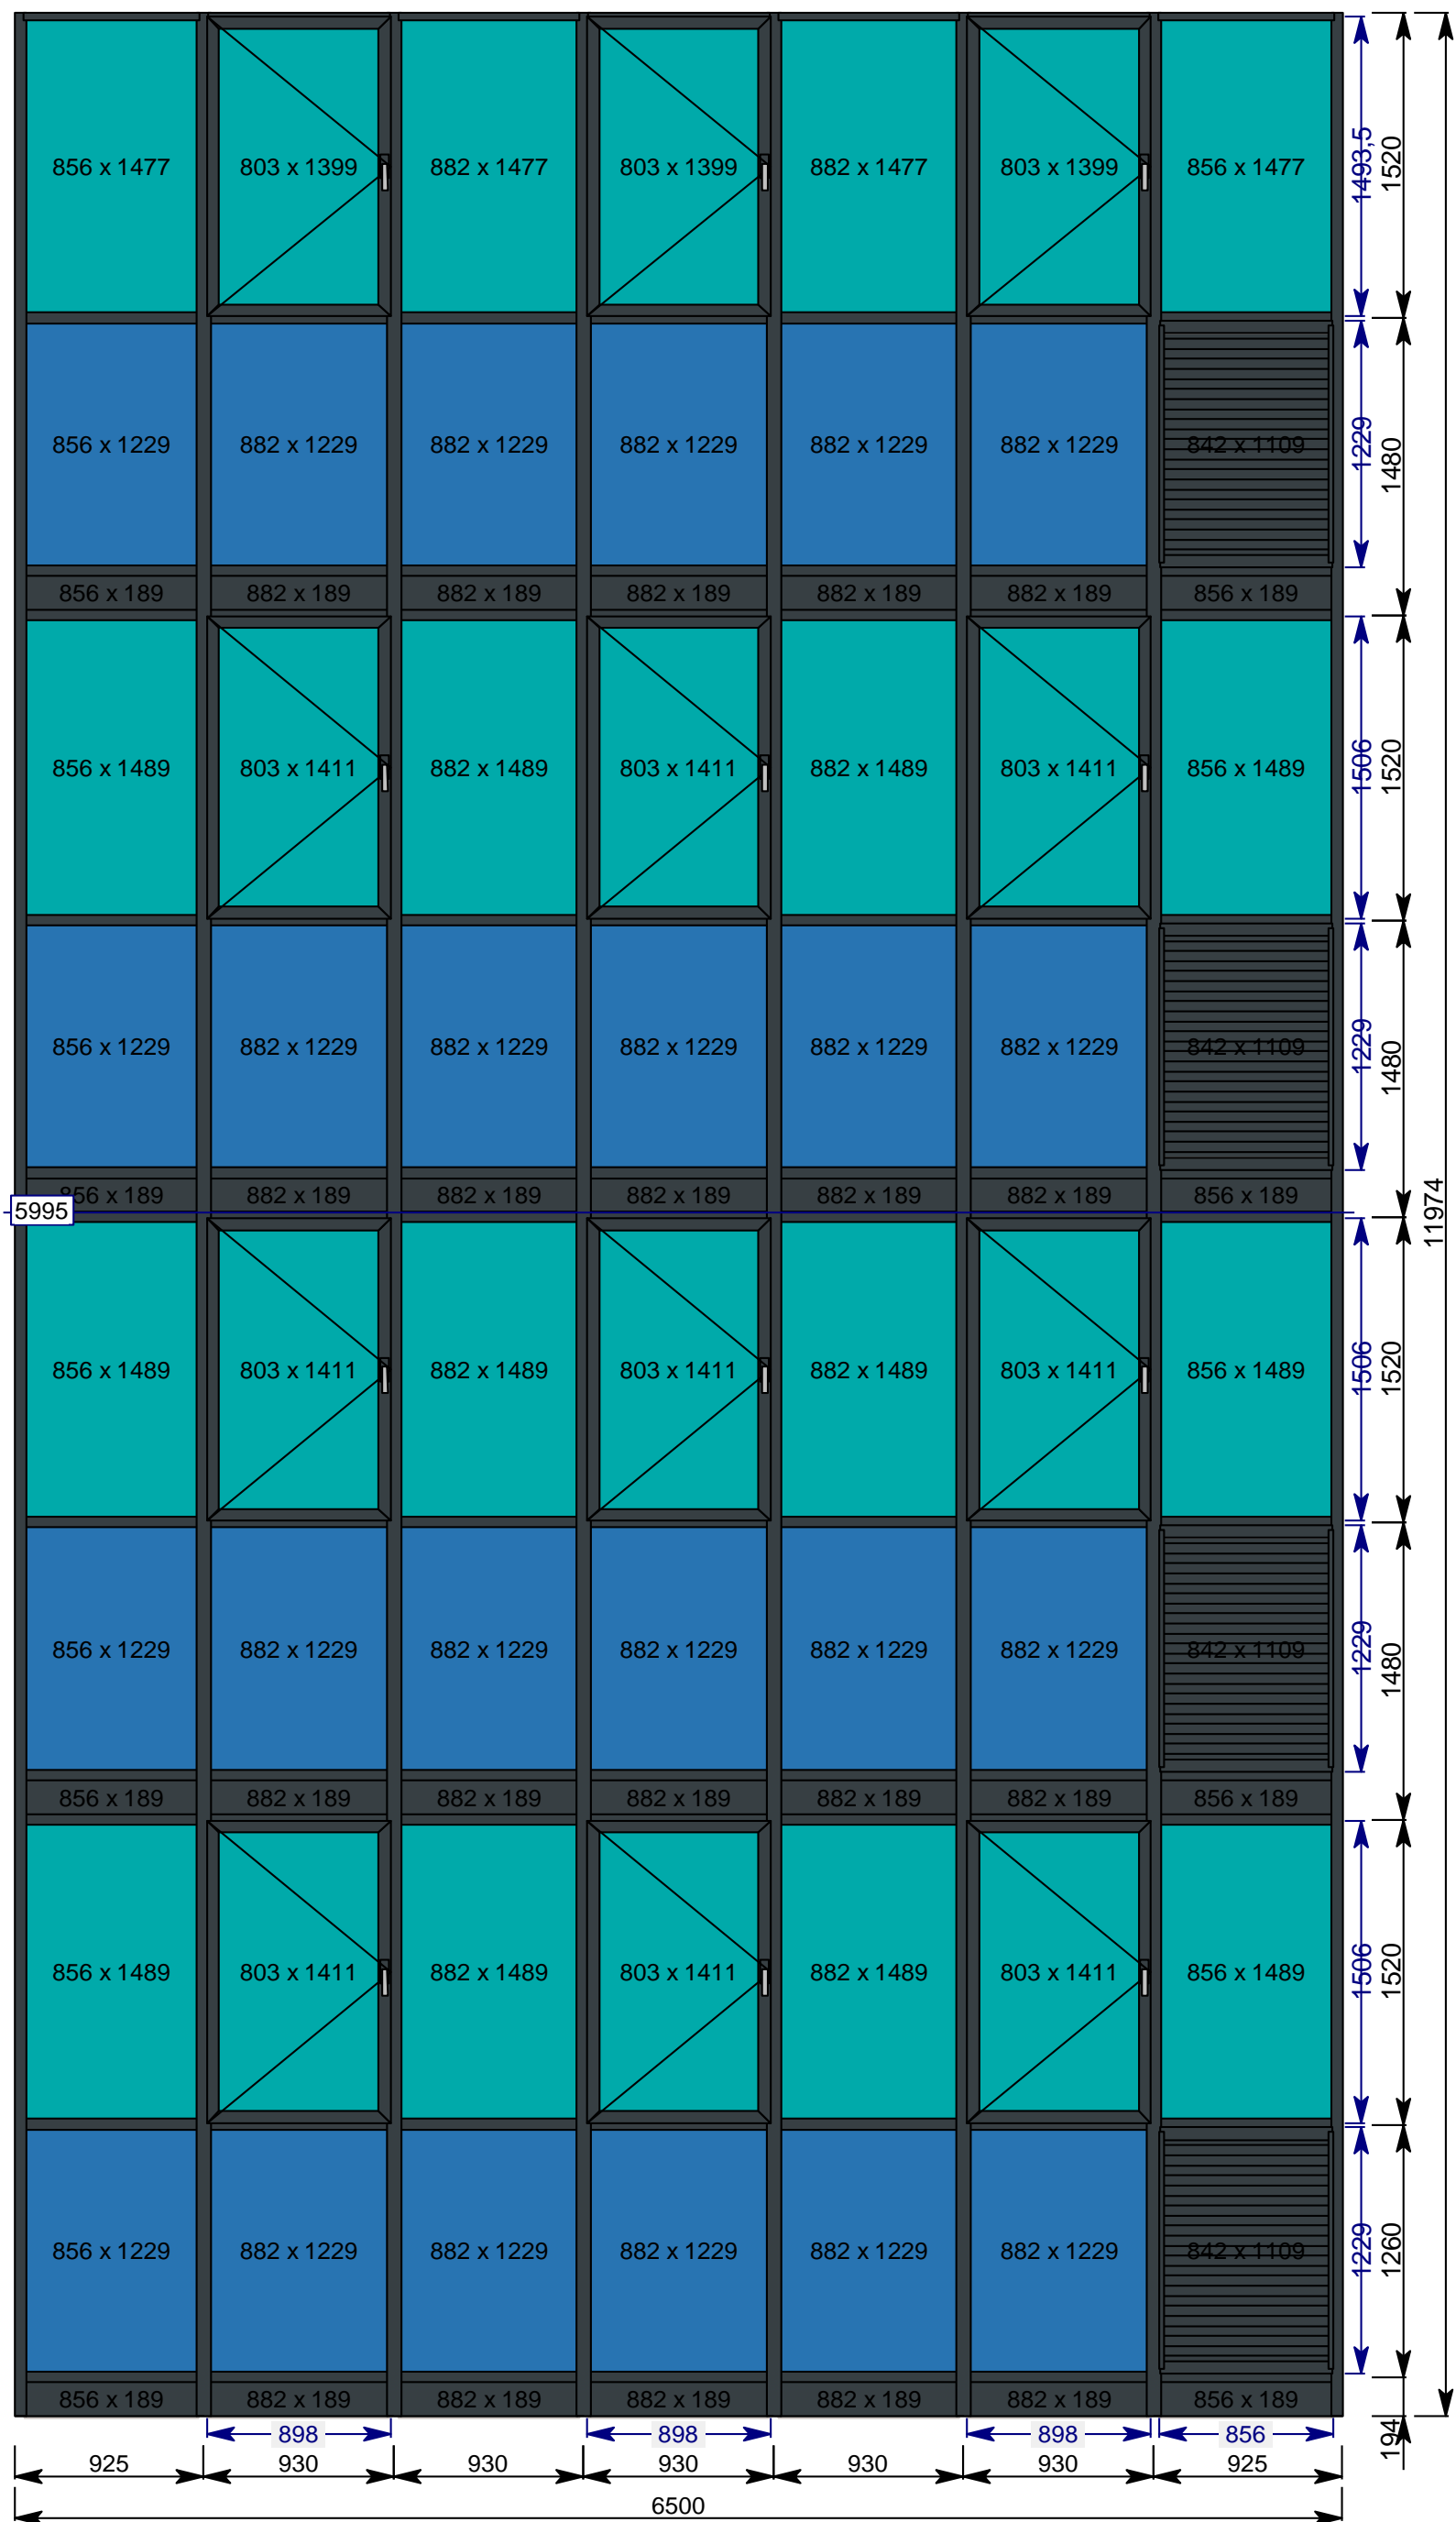 856 x 1477 803 x 1399 882 x 1477 803 x 1399 882 x 1477 803 x 1399 856 x 1477 1493,5 1520
856 x 1229 882 x 1229 882 x 1229 882 x 1229 882 x 1229 882 x 1229 842 x 1109 1229 1480
856 x 189 882 x 189 882 x 189 882 x 189 882 x 189 882 x 189 856 x 189
856 x 1489 803 x 1411 882 x 1489 803 x 1411 882 x 1489 803 x 1411 856 x 1489 1506 1520
856 x 1229 882 x 1229 882 x 1229 882 x 1229 882 x 1229 882 x 1229 842 x 1109 1229 1480
856 x 189 882 x 189 882 x 189 882 x 189 882 x 189 882 x 189 856 x 189
5995 11974
856 x 1489 803 x 1411 882 x 1489 803 x 1411 882 x 1489 803 x 1411 856 x 1489 1506 1520
856 x 1229 882 x 1229 882 x 1229 882 x 1229 882 x 1229 882 x 1229 842 x 1109 1229 1480
856 x 189 882 x 189 882 x 189 882 x 189 882 x 189 882 x 189 856 x 189
856 x 1489 803 x 1411 882 x 1489 803 x 1411 882 x 1489 803 x 1411 856 x 1489 1506 1520
856 x 1229 882 x 1229 882 x 1229 882 x 1229 882 x 1229 882 x 1229 842 x 1109 1229 1260
856 x 189 882 x 189 882 x 189 882 x 189 882 x 189 882 x 189 856 x 189
898 898 898 856 194
925 930 930 930 930 930 925
6500